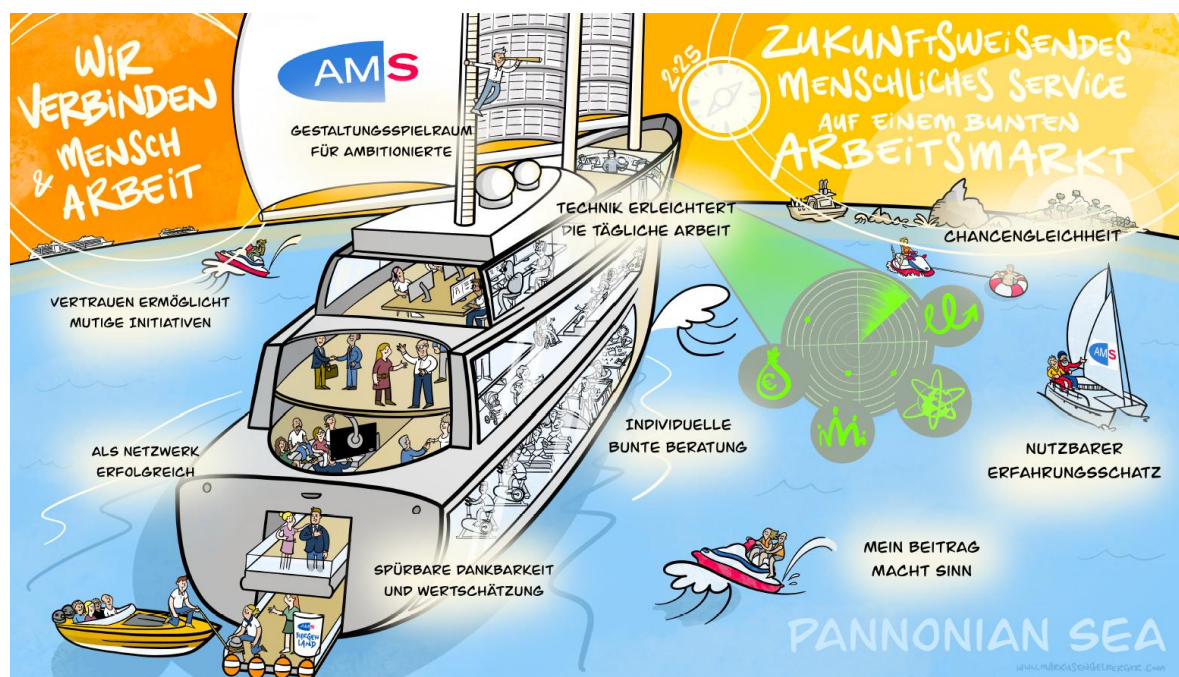 WIR
VERBINDEN
MENSCH
& ARBEIT
AMS
GESTALTUNGSSPIELRAUM
FÜR AMBITIONIERTE
2025
ZUKUNFTSWEISENDES
MENSCHLICHES SERVICE
AUF EINEM BUNTEN
ARBEITSMARKT
TECHNIK ERLEICHTERT
DIE TÄGLICHE ARBEIT
CHANCENGLEICHHEIT
VERTRAUEN ERMÖGLICHT
MUTIGE INITIATIVEN
€
AMS
INDIVIDUELLE
BUNTE BERATUNG
ALS NETZWERK
ERFOLGREICH
NUTZBARER
ERFAHRUNGSSCHATZ
MEIN BEITRAG
MACHT SINN
SPÜRBARE DANKBARKEIT
UND WERTSCHÄTZUNG
AMS
BURGEN
LAND
PANNONIAN SEA
WWW.MARKUSENGELBERGER.COM